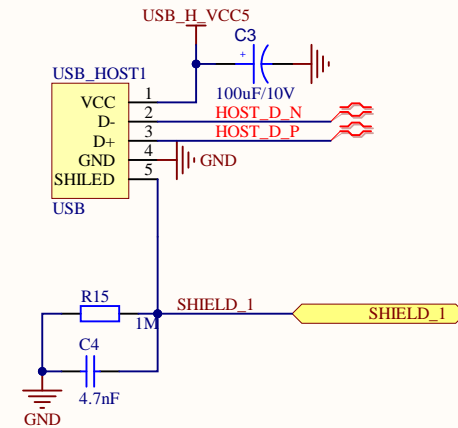 USB_H_VCC5
C3
+
100uF/10V
USB_HOST1
VCC 1
D- 2
D+ 3
GND 4
SHILED 5
USB
HOST_D_N
HOST_D_P
GND
R15
1M
SHIELD_1
SHIELD_1
C4
4.7nF
GND